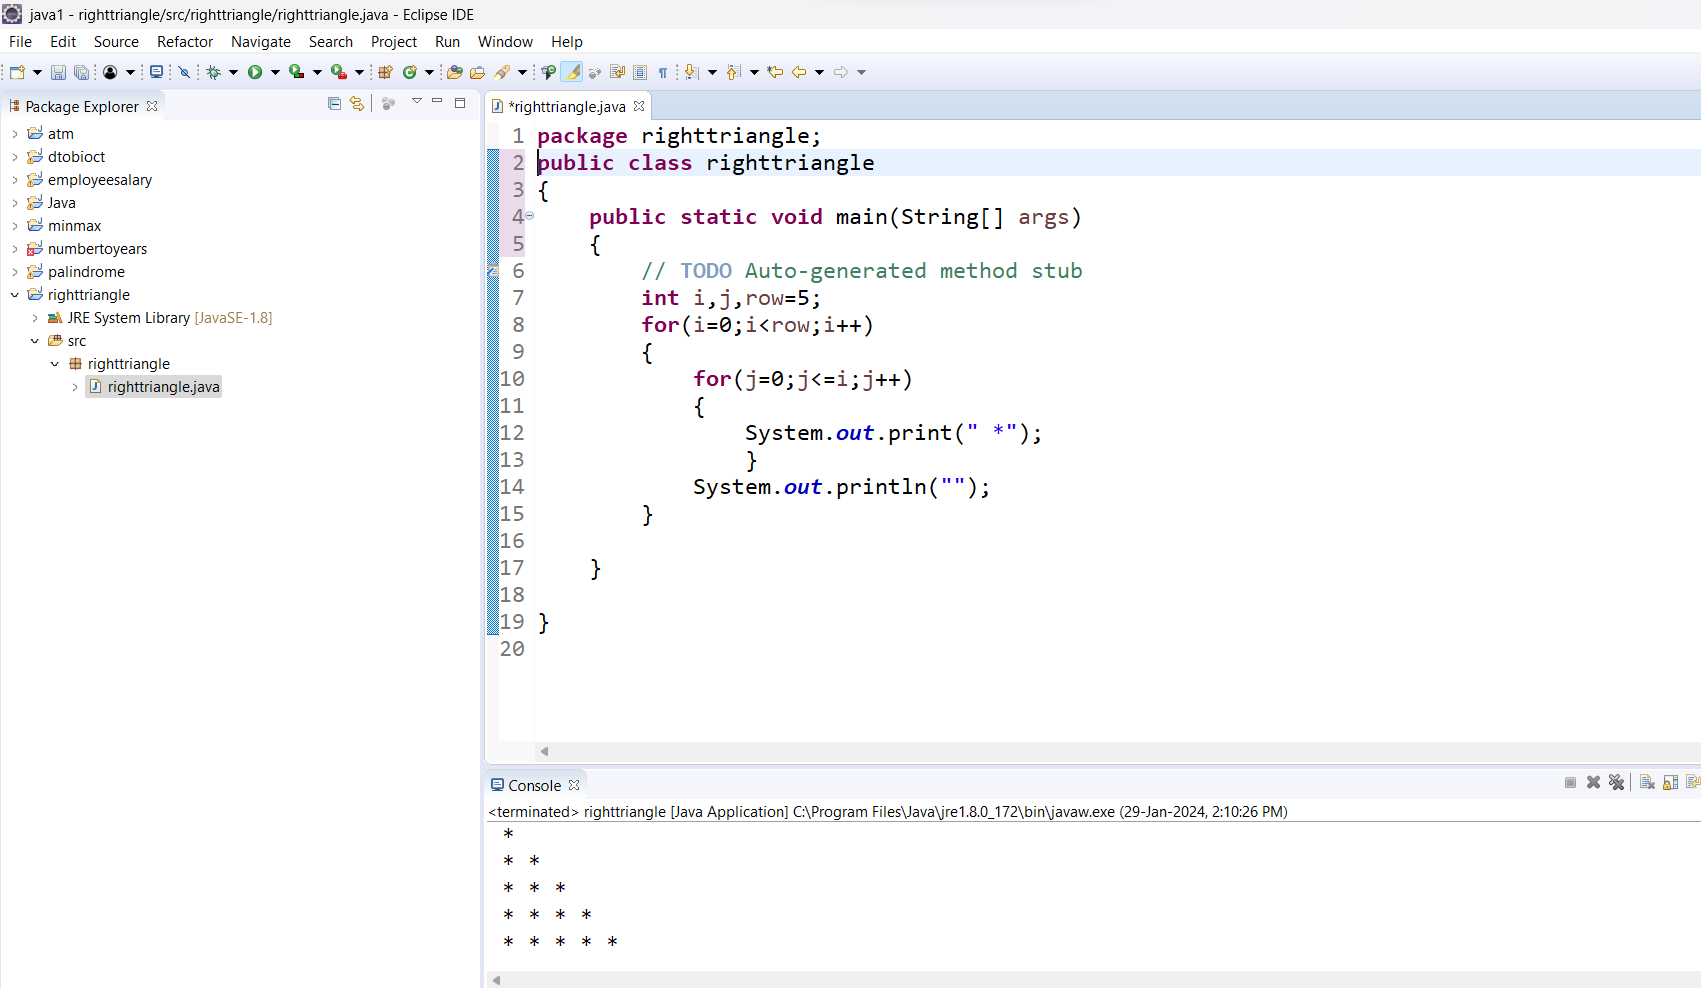 java1 - righttriangle/src/righttriangle/righttriangle.java - Eclipse IDE
File Edit Source Refactor Navigate Search Project Run Window Help
Package Explorer
atm
dtobioct
employeesalary
Java
minmax
numbertoyears
palindrome
righttriangle
JRE System Library [JavaSE-1.8]
src
righttriangle
righttriangle.java
*righttriangle.java
1 package righttriangle;
2 public class righttriangle
3 {
4     public static void main(String[] args)
5     {
6         // TODO Auto-generated method stub
7         int i,j,row=5;
8         for(i=0;i<row;i++)
9         {
10             for(j=0;j<=i;j++)
11             {
12                 System.out.print(" *");
13                 }
14             System.out.println("");
15         }
16
17     }
18
19 }
20
Console
<terminated> righttriangle [Java Application] C:\Program Files\Java\jre1.8.0_172\bin\javaw.exe (29-Jan-2024, 2:10:26 PM)
 *
 * *
 * * *
 * * * *
 * * * * *